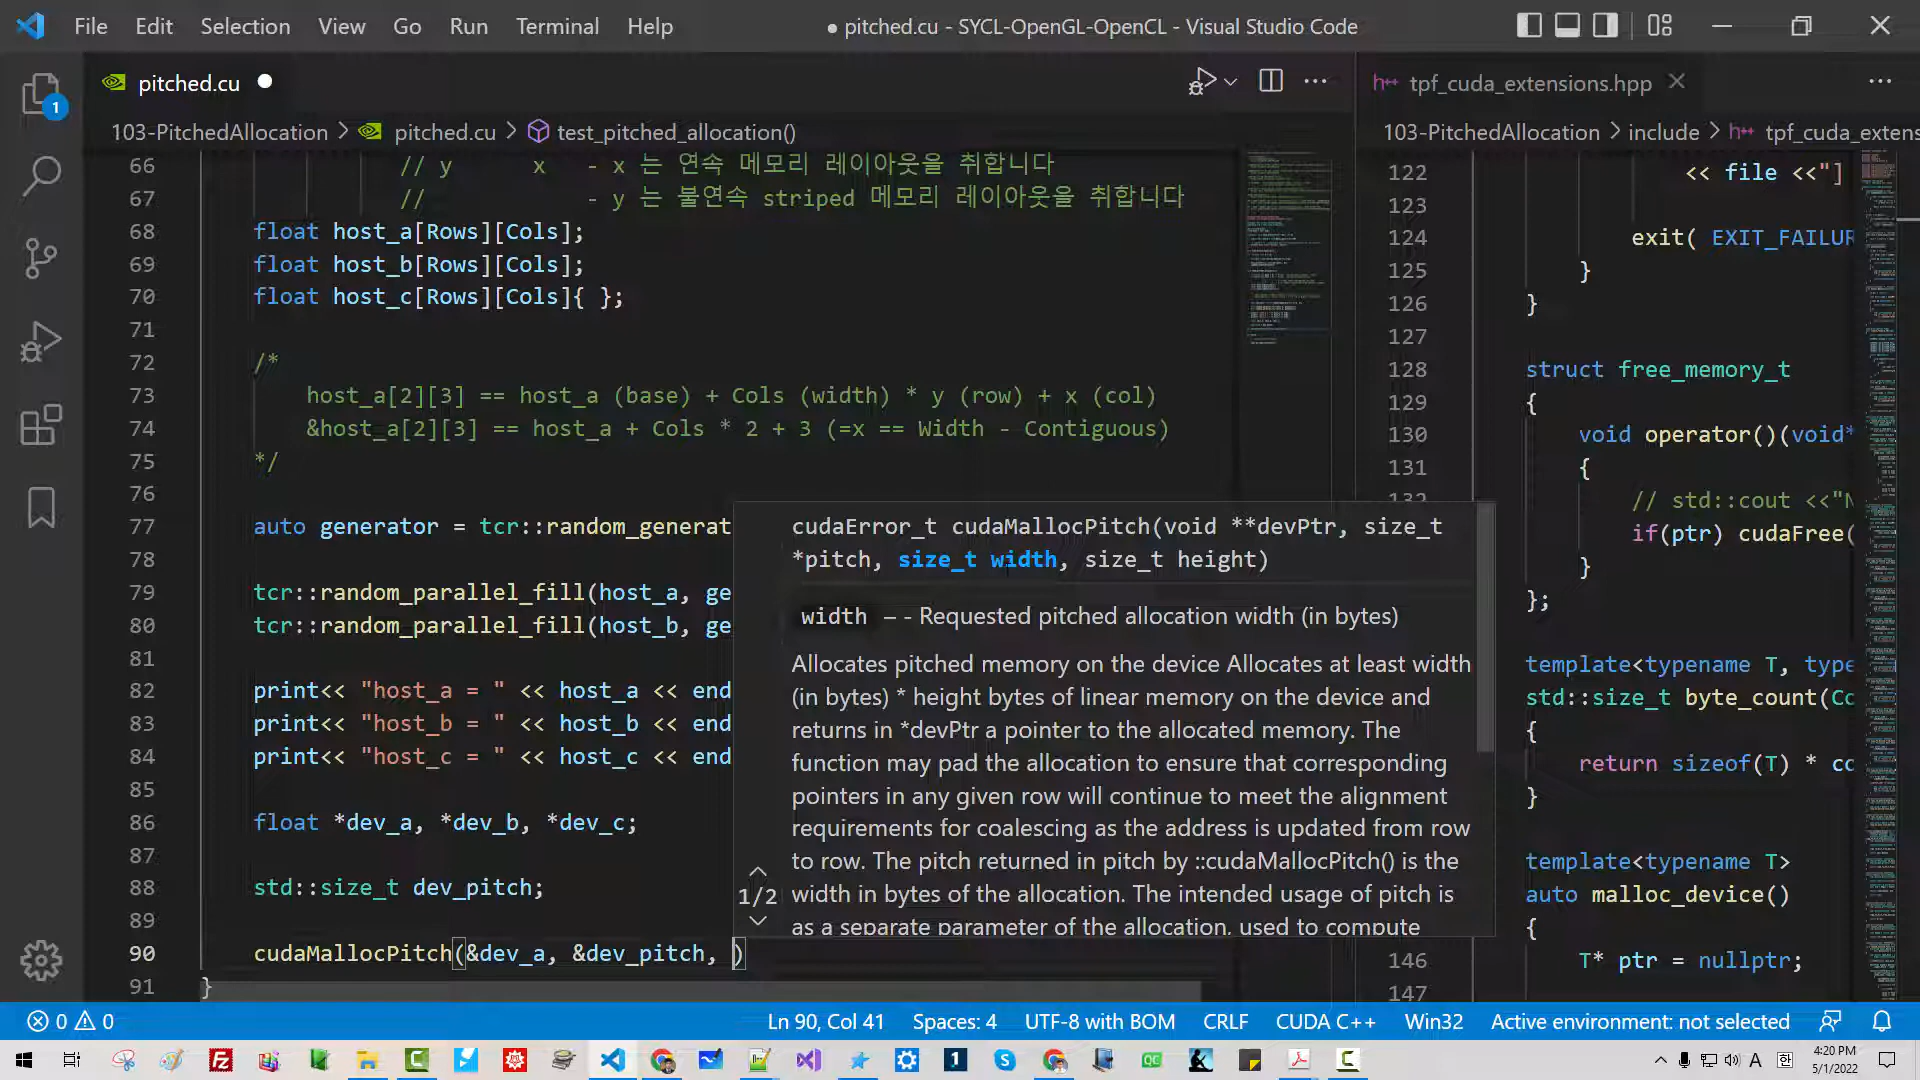 File Edit Selection View Go Run Terminal Help
● pitched.cu - SYCL-OpenGL-OpenCL - Visual Studio Code
pitched.cu
103-PitchedAllocation > pitched.cu > test_pitched_allocation()
66 // y x - x 는 연속 메모리 레이아웃을 취합니다
67 // - y 는 불연속 striped 메모리 레이아웃을 취합니다
68 float host_a[Rows][Cols];
69 float host_b[Rows][Cols];
70 float host_c[Rows][Cols]{ };
71
72 /*
73 host_a[2][3] == host_a (base) + Cols (width) * y (row) + x (col)
74 &host_a[2][3] == host_a + Cols * 2 + 3 (=x == Width - Contiguous)
75 */
76
77 auto generator = tcr::random_generat
78
79 tcr::random_parallel_fill(host_a, ge
80 tcr::random_parallel_fill(host_b, ge
81
82 print<< "host_a = " << host_a << end
83 print<< "host_b = " << host_b << end
84 print<< "host_c = " << host_c << end
85
86 float *dev_a, *dev_b, *dev_c;
87
88 std::size_t dev_pitch;
89
90 cudaMallocPitch(&dev_a, &dev_pitch, )
91 }
cudaError_t cudaMallocPitch(void **devPtr, size_t
*pitch, size_t width, size_t height)
width – - Requested pitched allocation width (in bytes)
Allocates pitched memory on the device Allocates at least width
(in bytes) * height bytes of linear memory on the device and
returns in *devPtr a pointer to the allocated memory. The
function may pad the allocation to ensure that corresponding
pointers in any given row will continue to meet the alignment
requirements for coalescing as the address is updated from row
to row. The pitch returned in pitch by ::cudaMallocPitch() is the
width in bytes of the allocation. The intended usage of pitch is
as a separate parameter of the allocation, used to compute
1/2
tpf_cuda_extensions.hpp
103-PitchedAllocation > include > tpf_cuda_extens
122 << file <<"]
123
124 exit( EXIT_FAILUR
125 }
126 }
127
128 struct free_memory_t
129 {
130 void operator()(void*
131 {
132 // std::cout <<"N
if(ptr) cudaFree(
}
};
template<typename T, type
std::size_t byte_count(Co
{
return sizeof(T) * co
}
template<typename T>
auto malloc_device()
{
146 T* ptr = nullptr;
147
0 0
Ln 90, Col 41 Spaces: 4 UTF-8 with BOM CRLF CUDA C++ Win32 Active environment: not selected
1
A 한 4:20 PM
5/1/2022